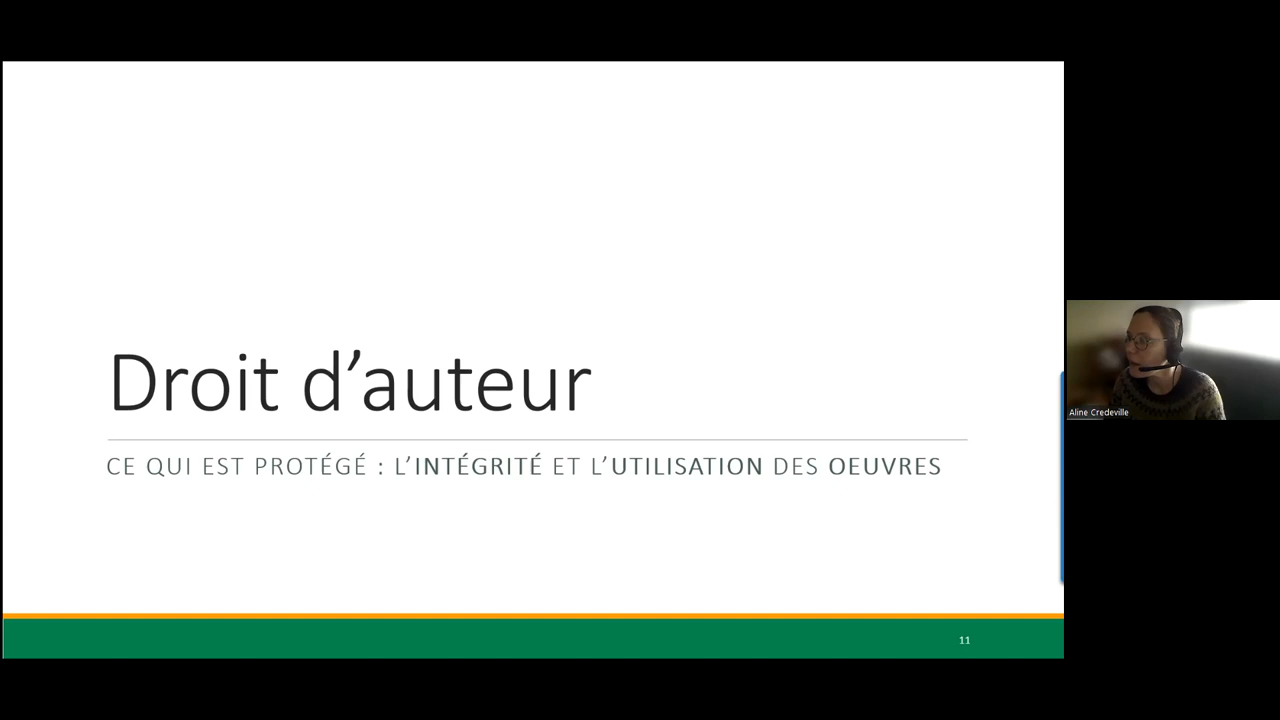 Droit d’auteur
CE QUI EST PROTÉGÉ : L’INTÉGRITÉ ET L’UTILISATION DES OEUVRES
11
Aline Credeville